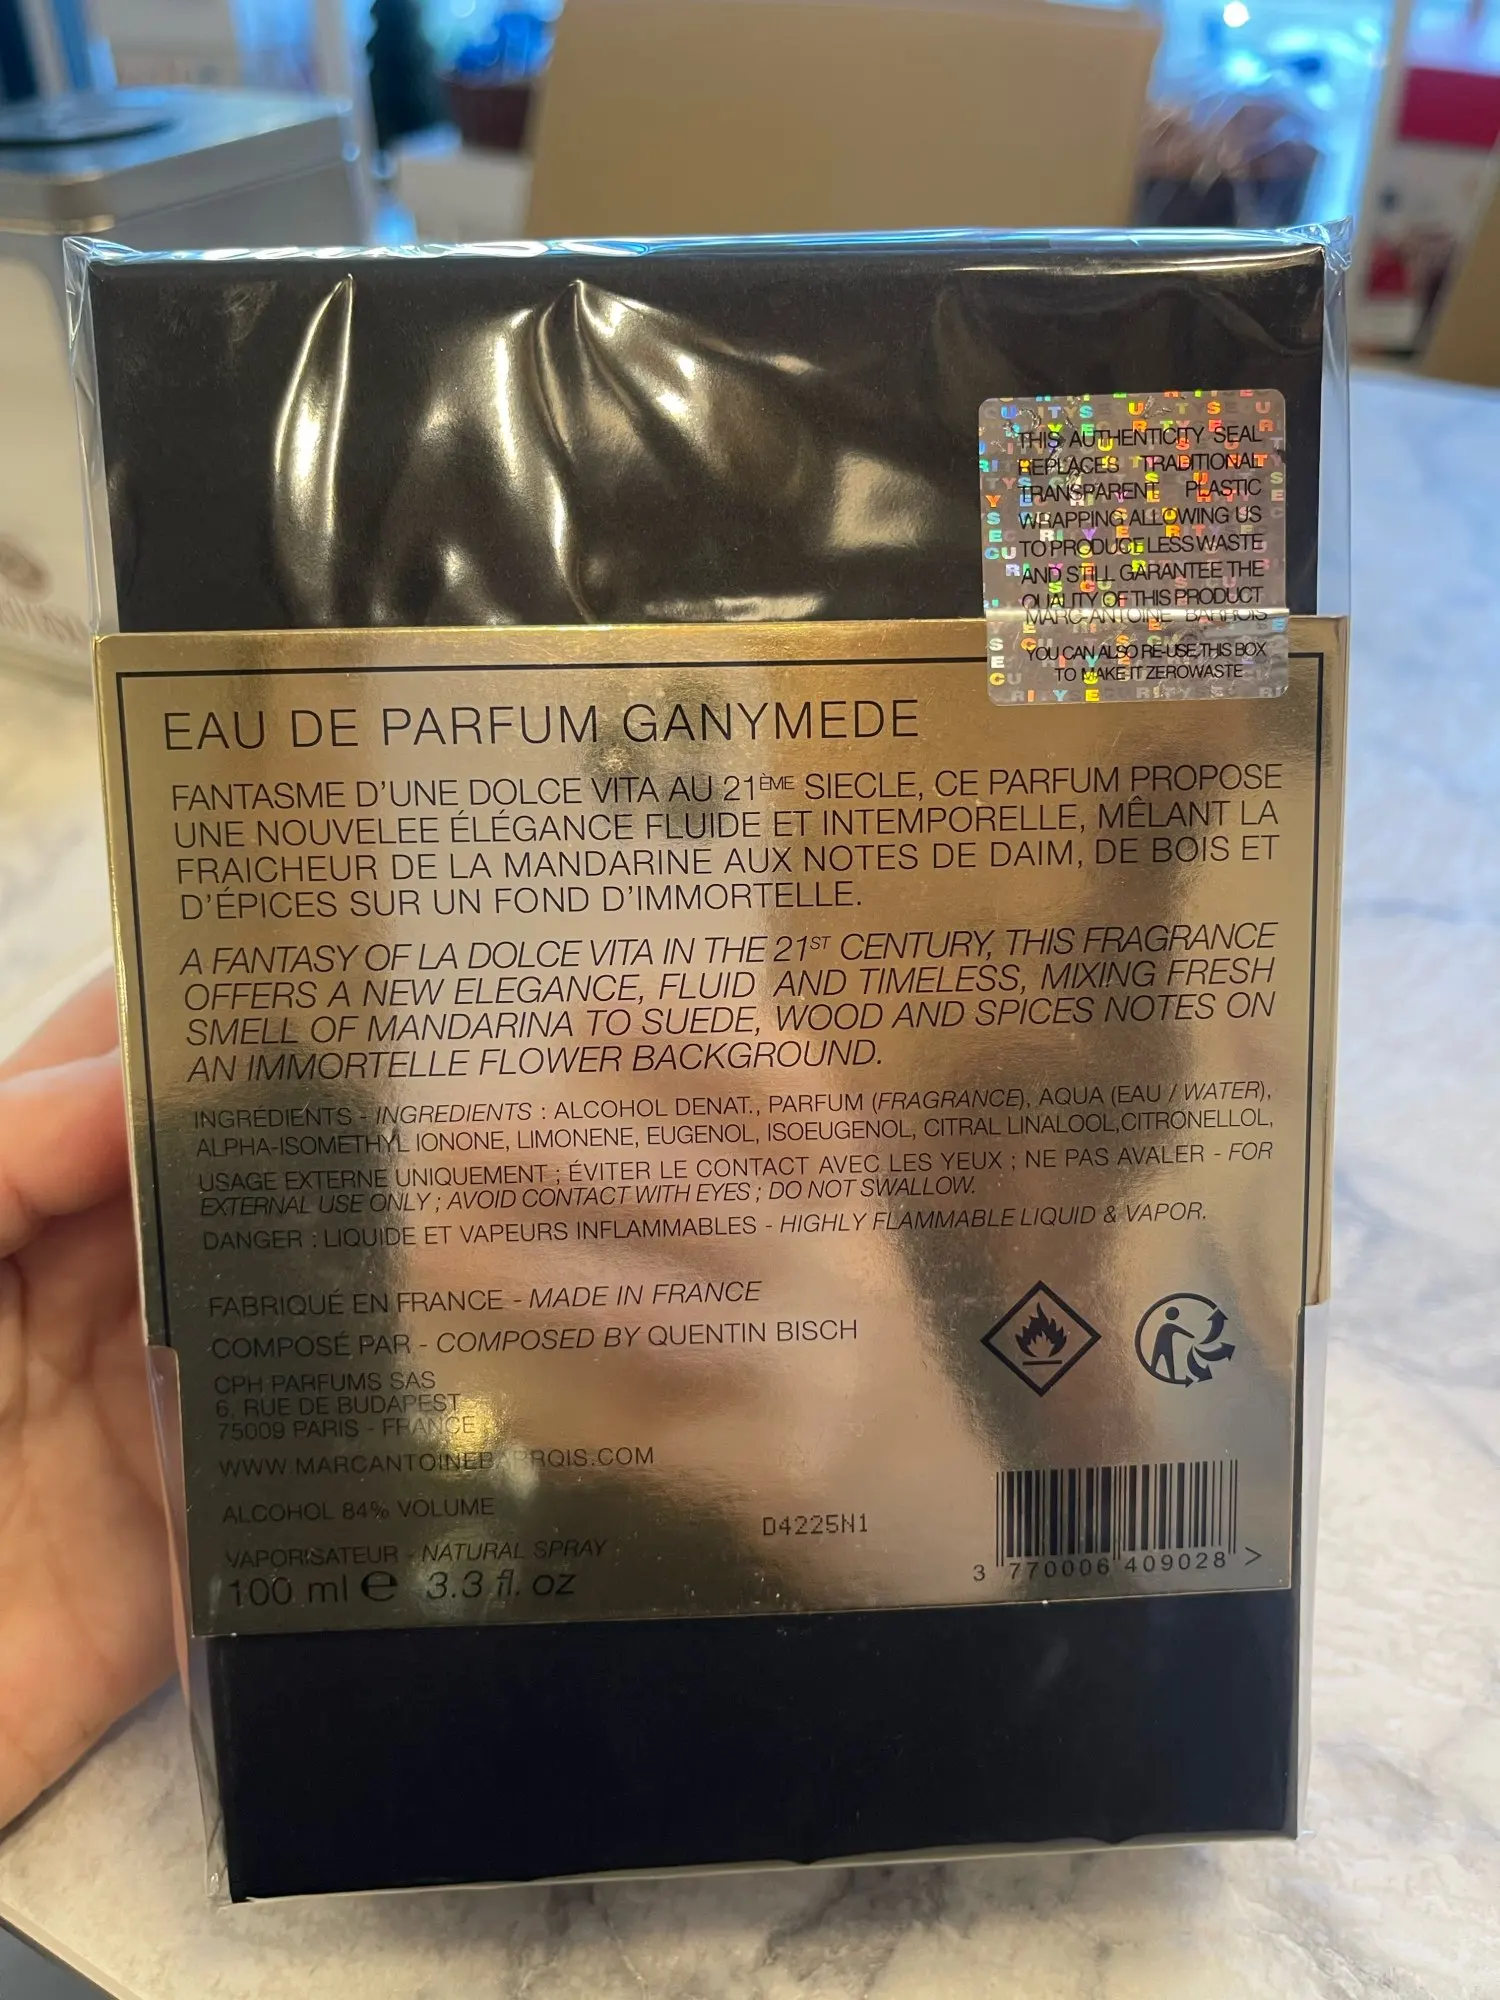 THIS AUTHENTICITY SEAL
REPLACES TRADITIONAL
TRANSPARENT PLASTIC
WRAPPING ALLOWING US
TO PRODUCE LESS WASTE
AND STILL GARANTEE THE
QUALITY OF THIS PRODUCT
MARC-ANTOINE BARROIS
YOU CAN ALSO RE-USE THIS BOX
TO MAKE IT ZEROWASTE
EAU DE PARFUM GANYMEDE
FANTASME D'UNE DOLCE VITA AU 21ÈME SIECLE, CE PARFUM PROPOSE
UNE NOUVELEE ÉLÉGANCE FLUIDE ET INTEMPORELLE, MÊLANT LA
FRAICHEUR DE LA MANDARINE AUX NOTES DE DAIM, DE BOIS ET
D'ÉPICES SUR UN FOND D'IMMORTELLE.
A FANTASY OF LA DOLCE VITA IN THE 21ST CENTURY, THIS FRAGRANCE
OFFERS A NEW ELEGANCE, FLUID AND TIMELESS, MIXING FRESH
SMELL OF MANDARINA TO SUEDE, WOOD AND SPICES NOTES ON
AN IMMORTELLE FLOWER BACKGROUND.
INGRÉDIENTS - INGREDIENTS : ALCOHOL DENAT., PARFUM (FRAGRANCE), AQUA (EAU / WATER),
ALPHA-ISOMETHYL IONONE, LIMONENE, EUGENOL, ISOEUGENOL, CITRAL LINALOOL,CITRONELLOL,
USAGE EXTERNE UNIQUEMENT ; ÉVITER LE CONTACT AVEC LES YEUX ; NE PAS AVALER - FOR
EXTERNAL USE ONLY ; AVOID CONTACT WITH EYES ; DO NOT SWALLOW.
DANGER : LIQUIDE ET VAPEURS INFLAMMABLES - HIGHLY FLAMMABLE LIQUID & VAPOR.
FABRIQUÉ EN FRANCE - MADE IN FRANCE
COMPOSÉ PAR - COMPOSED BY QUENTIN BISCH
CPH PARFUMS SAS
6, RUE DE BUDAPEST
75009 PARIS - FRANCE
WWW.MARCANTOINEBARROIS.COM
ALCOHOL 84% VOLUME
VAPORISATEUR - NATURAL SPRAY
100 ml e 3.3 fl. oz
D4225N1
3 770006 409028 >